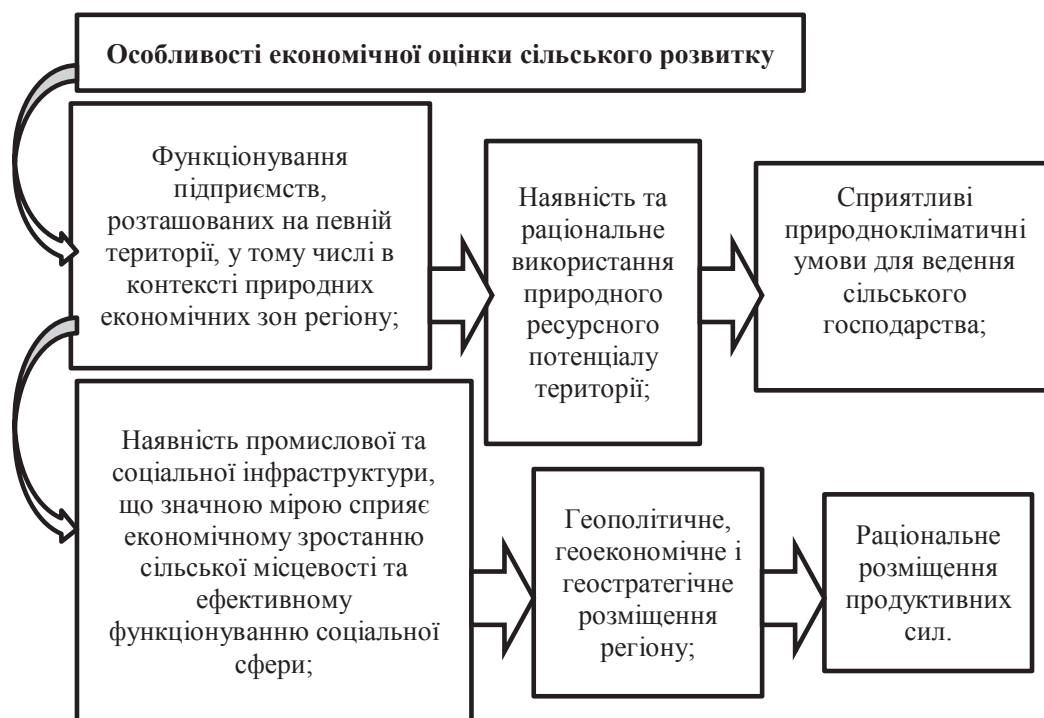 Особливості економічної оцінки сільського розвитку
Функціонування
підприємств,
розташованих на певній
території, у тому числі в
контексті природних
економічних зон регіону;
Наявність та
раціональне
використання
природного
ресурсного
потенціалу
території;
Сприятливі
природнокліматичні
умови для ведення
сільського
господарства;
Наявність промислової та
соціальної інфраструктури,
що значною мірою сприяє
економічному зростанню
сільської місцевості та
ефективному
функціонуванню соціальної
сфери;
Геополітичне,
геоекономічне і
геостратегічне
розміщення
регіону;
Раціональне
розміщення
продуктивних
сил.